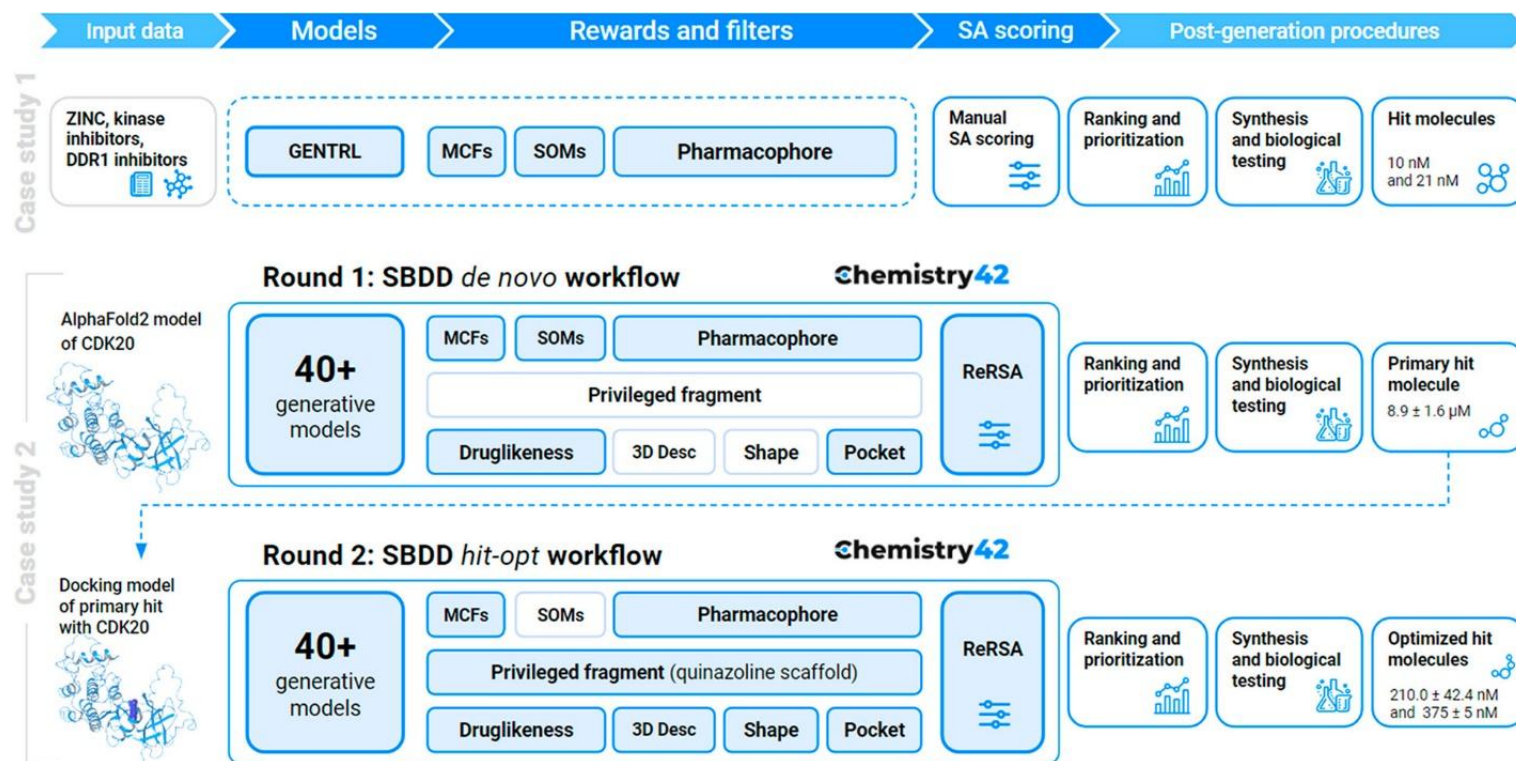 Input data
Models
Rewards and filters
SA scoring
Post-generation procedures
Case study 1
ZINC, kinase
inhibitors,
DDR1 inhibitors
GENTRL
MCFs
SOMs
Pharmacophore
Manual
SA scoring
Ranking and
prioritization
Synthesis
and biological
testing
Hit molecules
10 nM
and 21 nM
Case study 2
Round 1: SBDD de novo workflow
Chemistry42
AlphaFold2 model
of CDK20
40+
generative
models
MCFs
SOMs
Pharmacophore
Privileged fragment
Druglikeness
3D Desc
Shape
Pocket
ReRSA
Ranking and
prioritization
Synthesis
and biological
testing
Primary hit
molecule
8.9 ± 1.6 µM
Round 2: SBDD hit-opt workflow
Chemistry42
Docking model
of primary hit
with CDK20
40+
generative
models
MCFs
SOMs
Pharmacophore
Privileged fragment (quinazoline scaffold)
Druglikeness
3D Desc
Shape
Pocket
ReRSA
Ranking and
prioritization
Synthesis
and biological
testing
Optimized hit
molecules
210.0 ± 42.4 nM
and 375 ± 5 nM